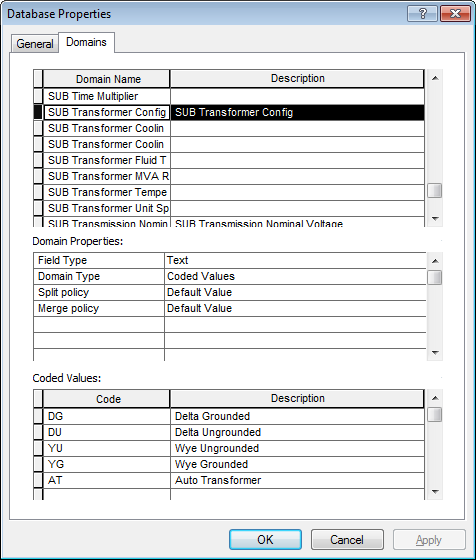 Database Properties
General Domains
Domain Name Description
SUB Time Multiplier
SUB Transformer Config SUB Transformer Config
SUB Transformer Coolin
SUB Transformer Coolin
SUB Transformer Fluid T
SUB Transformer MVA R
SUB Transformer Tempe
SUB Transformer Unit Sp
SUB Transmission Nomin SUB Transmission Nominal Voltage
Domain Properties:
Field Type Text
Domain Type Coded Values
Split policy Default Value
Merge policy Default Value
Coded Values:
Code Description
DG Delta Grounded
DU Delta Ungrounded
YU Wye Ungrounded
YG Wye Grounded
AT Auto Transformer
OK Cancel Apply